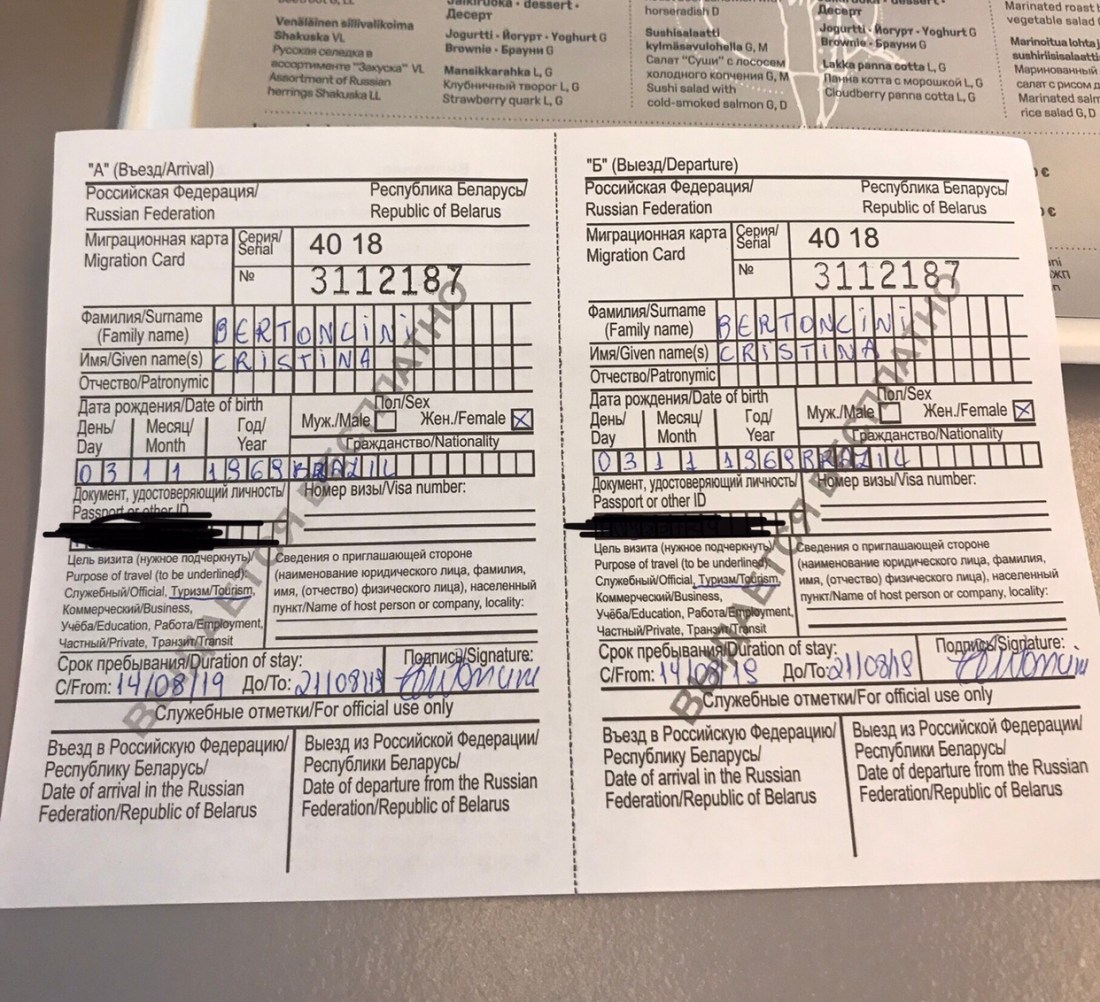 Jälkiruoka · dessert ·
Десерт
Venäläinen sillivalikoima
Shakuska VL
Русская селедка в
ассортименте "Закуска" VL
Assortment of Russian
herrings Shakuska LL
Jogurtti · Йогурт · Yoghurt G
Brownie · Брауни G
Mansikkarahka L, G
Клубничный творог L, G
Strawberry quark L, G
horseradish D
Sushisalaatti
kylmäsavulohella G, M
Салат "Суши" с лососем
холодного копчения G, M
Sushi salad with
cold-smoked salmon G, D
Десерт
Jogurtti · Йогурт · Yoghurt G
Brownie · Брауни G
Lakka panna cotta L, G
Панна котта с морошкой L, G
Cloudberry panna cotta L, G
Marinated roast
vegetable salad
Marinoitua lohta
sushiriisisalaatti
Маринованный
салат с рисом
Marinated
rice salad G, D
€
€
"А" (Въезд/Arrival)
Российская Федерация/
Russian Federation
Республика Беларусь/
Republic of Belarus
Миграционная карта
Migration Card
Серия/
Serial
40 18
№
3112187
Фамилия/Surname
(Family name)
BERTONCINI
Имя/Given name(s)
CRISTINA
Отчество/Patronymic
Дата рождения/Date of birth
День/
Day
Месяц/
Month
Год/
Year
Пол/Sex
Муж./Male
Жен./Female
X
Гражданство/Nationality
03 11 1969 BRAZIL
Документ, удостоверяющий личность/
Passport or other ID
Номер визы/Visa number:
Цель визита (нужное подчеркнуть)/
Purpose of travel (to be underlined):
Служебный/Official, Туризм/Tourism,
Коммерческий/Business,
Учёба/Education, Работа/Employment,
Частный/Private, Транзит/Transit
Сведения о приглашающей стороне
(наименование юридического лица, фамилия,
имя, (отчество) физического лица), населенный
пункт/Name of host person or company, locality:
Срок пребывания/Duration of stay:
С/From: 14/08/19 До/To: 21/08/19
Подпись/Signature:
Служебные отметки/For official use only
Въезд в Российскую Федерацию/
Республику Беларусь/
Date of arrival in the Russian
Federation/Republic of Belarus
Выезд из Российской Федерации/
Республики Беларусь/
Date of departure from the Russian
Federation/Republic of Belarus
ВЫДАЕТСЯ БЕСПЛАТНО
"Б" (Выезд/Departure)
Российская Федерация/
Russian Federation
Республика Беларусь/
Republic of Belarus
Миграционная карта
Migration Card
Серия/
Serial
40 18
№
3112187
Фамилия/Surname
(Family name)
BERTONCINI
Имя/Given name(s)
CRISTINA
Отчество/Patronymic
Дата рождения/Date of birth
День/
Day
Месяц/
Month
Год/
Year
Пол/Sex
Муж./Male
Жен./Female
X
Гражданство/Nationality
03 11 1969 BRAZIL
Документ, удостоверяющий личность/
Passport or other ID
Номер визы/Visa number:
Цель визита (нужное подчеркнуть)/
Purpose of travel (to be underlined):
Служебный/Official, Туризм/Tourism,
Коммерческий/Business,
Учёба/Education, Работа/Employment,
Частный/Private, Транзит/Transit
Сведения о приглашающей стороне
(наименование юридического лица, фамилия,
имя, (отчество) физического лица), населенный
пункт/Name of host person or company, locality:
Срок пребывания/Duration of stay:
С/From: 14/08/19 До/To: 21/08/19
Подпись/Signature:
Служебные отметки/For official use only
Въезд в Российскую Федерацию/
Республику Беларусь/
Date of arrival in the Russian
Federation/Republic of Belarus
Выезд из Российской Федерации/
Республики Беларусь/
Date of departure from the Russian
Federation/Republic of Belarus
ВЫДАЕТСЯ БЕСПЛАТНО